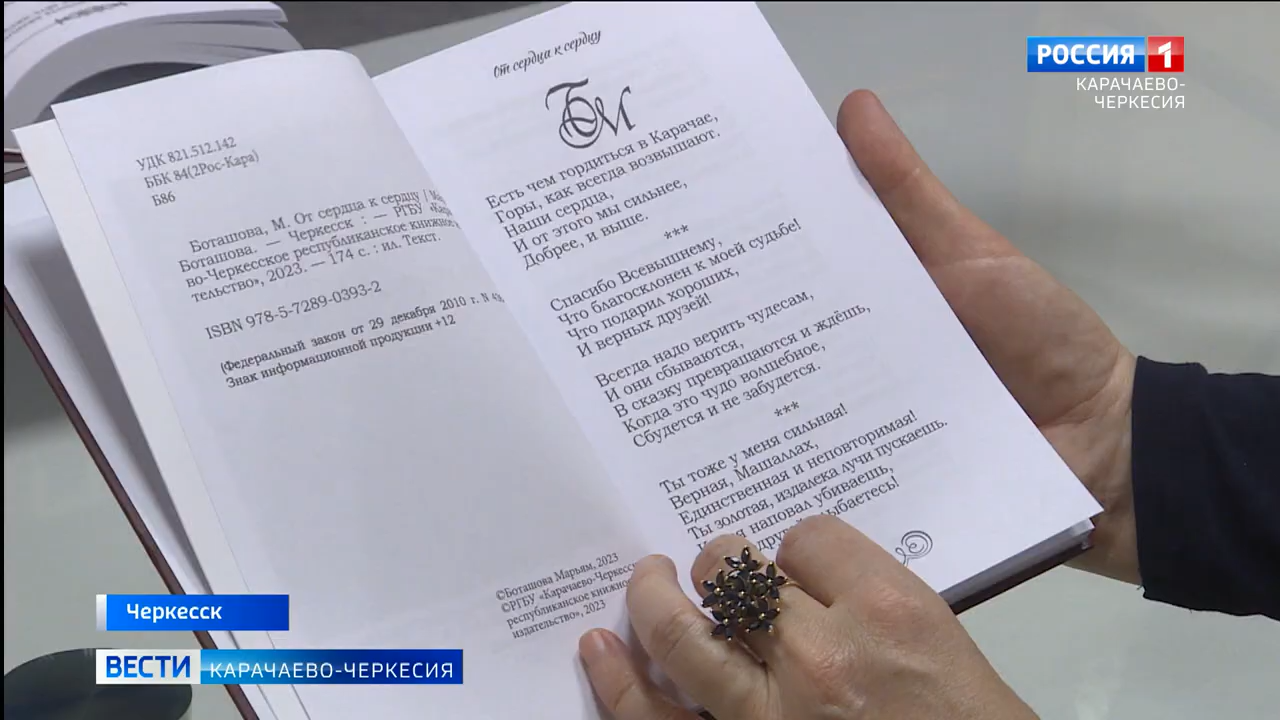 РОССИЯ 1
КАРАЧАЕВО-
ЧЕРКЕСИЯ
УДК 821.512.142
ББК 84(2Рос-Кара)
Б86
Боташова, М. От сердца к сердцу /
Боташова. — Черкесск : — РГБУ
во-Черкесское республиканское книжное
тельство», 2023. — 174 с. : ил. Текст.
ISBN 978-5-7289-0393-2
(Федеральный закон от 29 декабря 2010 г. N
Знак информационной продукции +12
©Боташова Марьям, 2023
©РГБУ «Карачаево-Черкесск
республиканское книжное
издательство», 2023
От сердца к сердцу
БМ
Есть чем гордиться в Карачае,
Горы, как всегда возвышают.
Наши сердца,
И от этого мы сильнее,
Добрее, и выше.
***
Спасибо Всевышнему,
Что благосклонен к моей судьбе!
Что подарил хороших,
И верных друзей!
Всегда надо верить чудесам,
И они сбываются,
В сказку превращаются и ждёшь,
Когда это чудо волшебное,
Сбудется и не забудется.
***
Ты тоже у меня сильная!
Верная, Машаллах,
Единственная и неповторимая!
Ты золотая, издалека лучи пускаешь.
наповал убиваешь,
Черкесск
ВЕСТИ КАРАЧАЕВО-ЧЕРКЕСИЯ